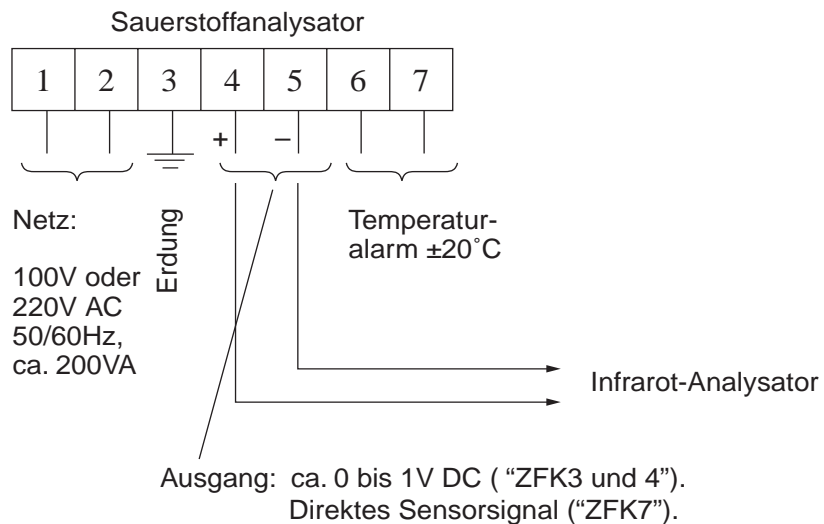 Sauerstoffanalysator
1 2 3 4 5 6 7
+ –
Netz:
100V oder
220V AC
50/60Hz,
ca. 200VA
Erdung
Temperatur-
alarm ±20˚C
Infrarot-Analysator
Ausgang: ca. 0 bis 1V DC ( “ZFK3 und 4”).
Direktes Sensorsignal (“ZFK7”).